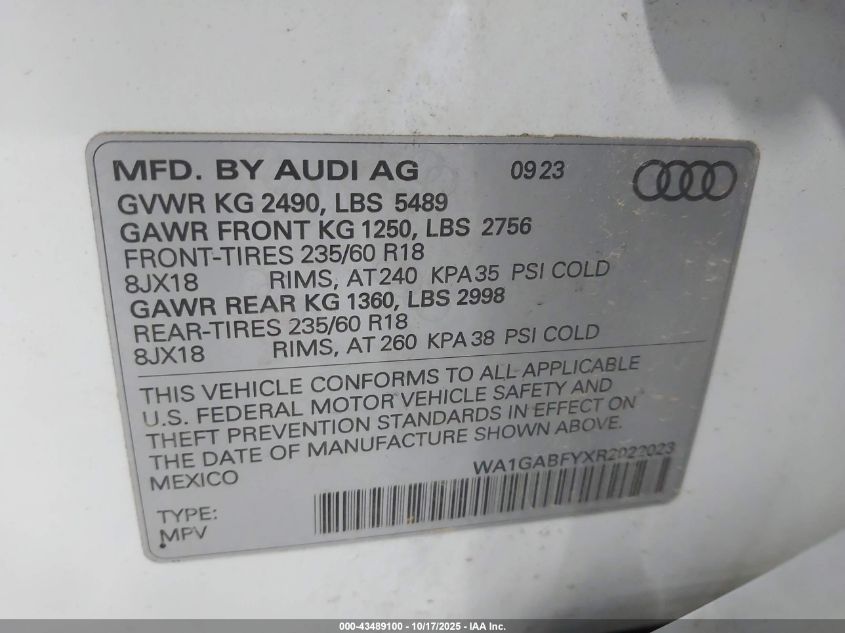 MFD. BY AUDI AG 09 23
GVWR KG 2490, LBS 5489
GAWR FRONT KG 1250, LBS 2756
FRONT-TIRES 235/60 R18
8JX18 RIMS, AT 240 KPA 35 PSI COLD
GAWR REAR KG 1360, LBS 2998
REAR-TIRES 235/60 R18
8JX18 RIMS, AT 260 KPA 38 PSI COLD
THIS VEHICLE CONFORMS TO ALL APPLICABLE
U.S. FEDERAL MOTOR VEHICLE SAFETY AND
THEFT PREVENTION STANDARDS IN EFFECT ON
THE DATE OF MANUFACTURE SHOWN ABOVE.
WA1GABFYXR2022023
MEXICO
TYPE:
MPV
000-43489100 - 10/17/2025 - IAA Inc.